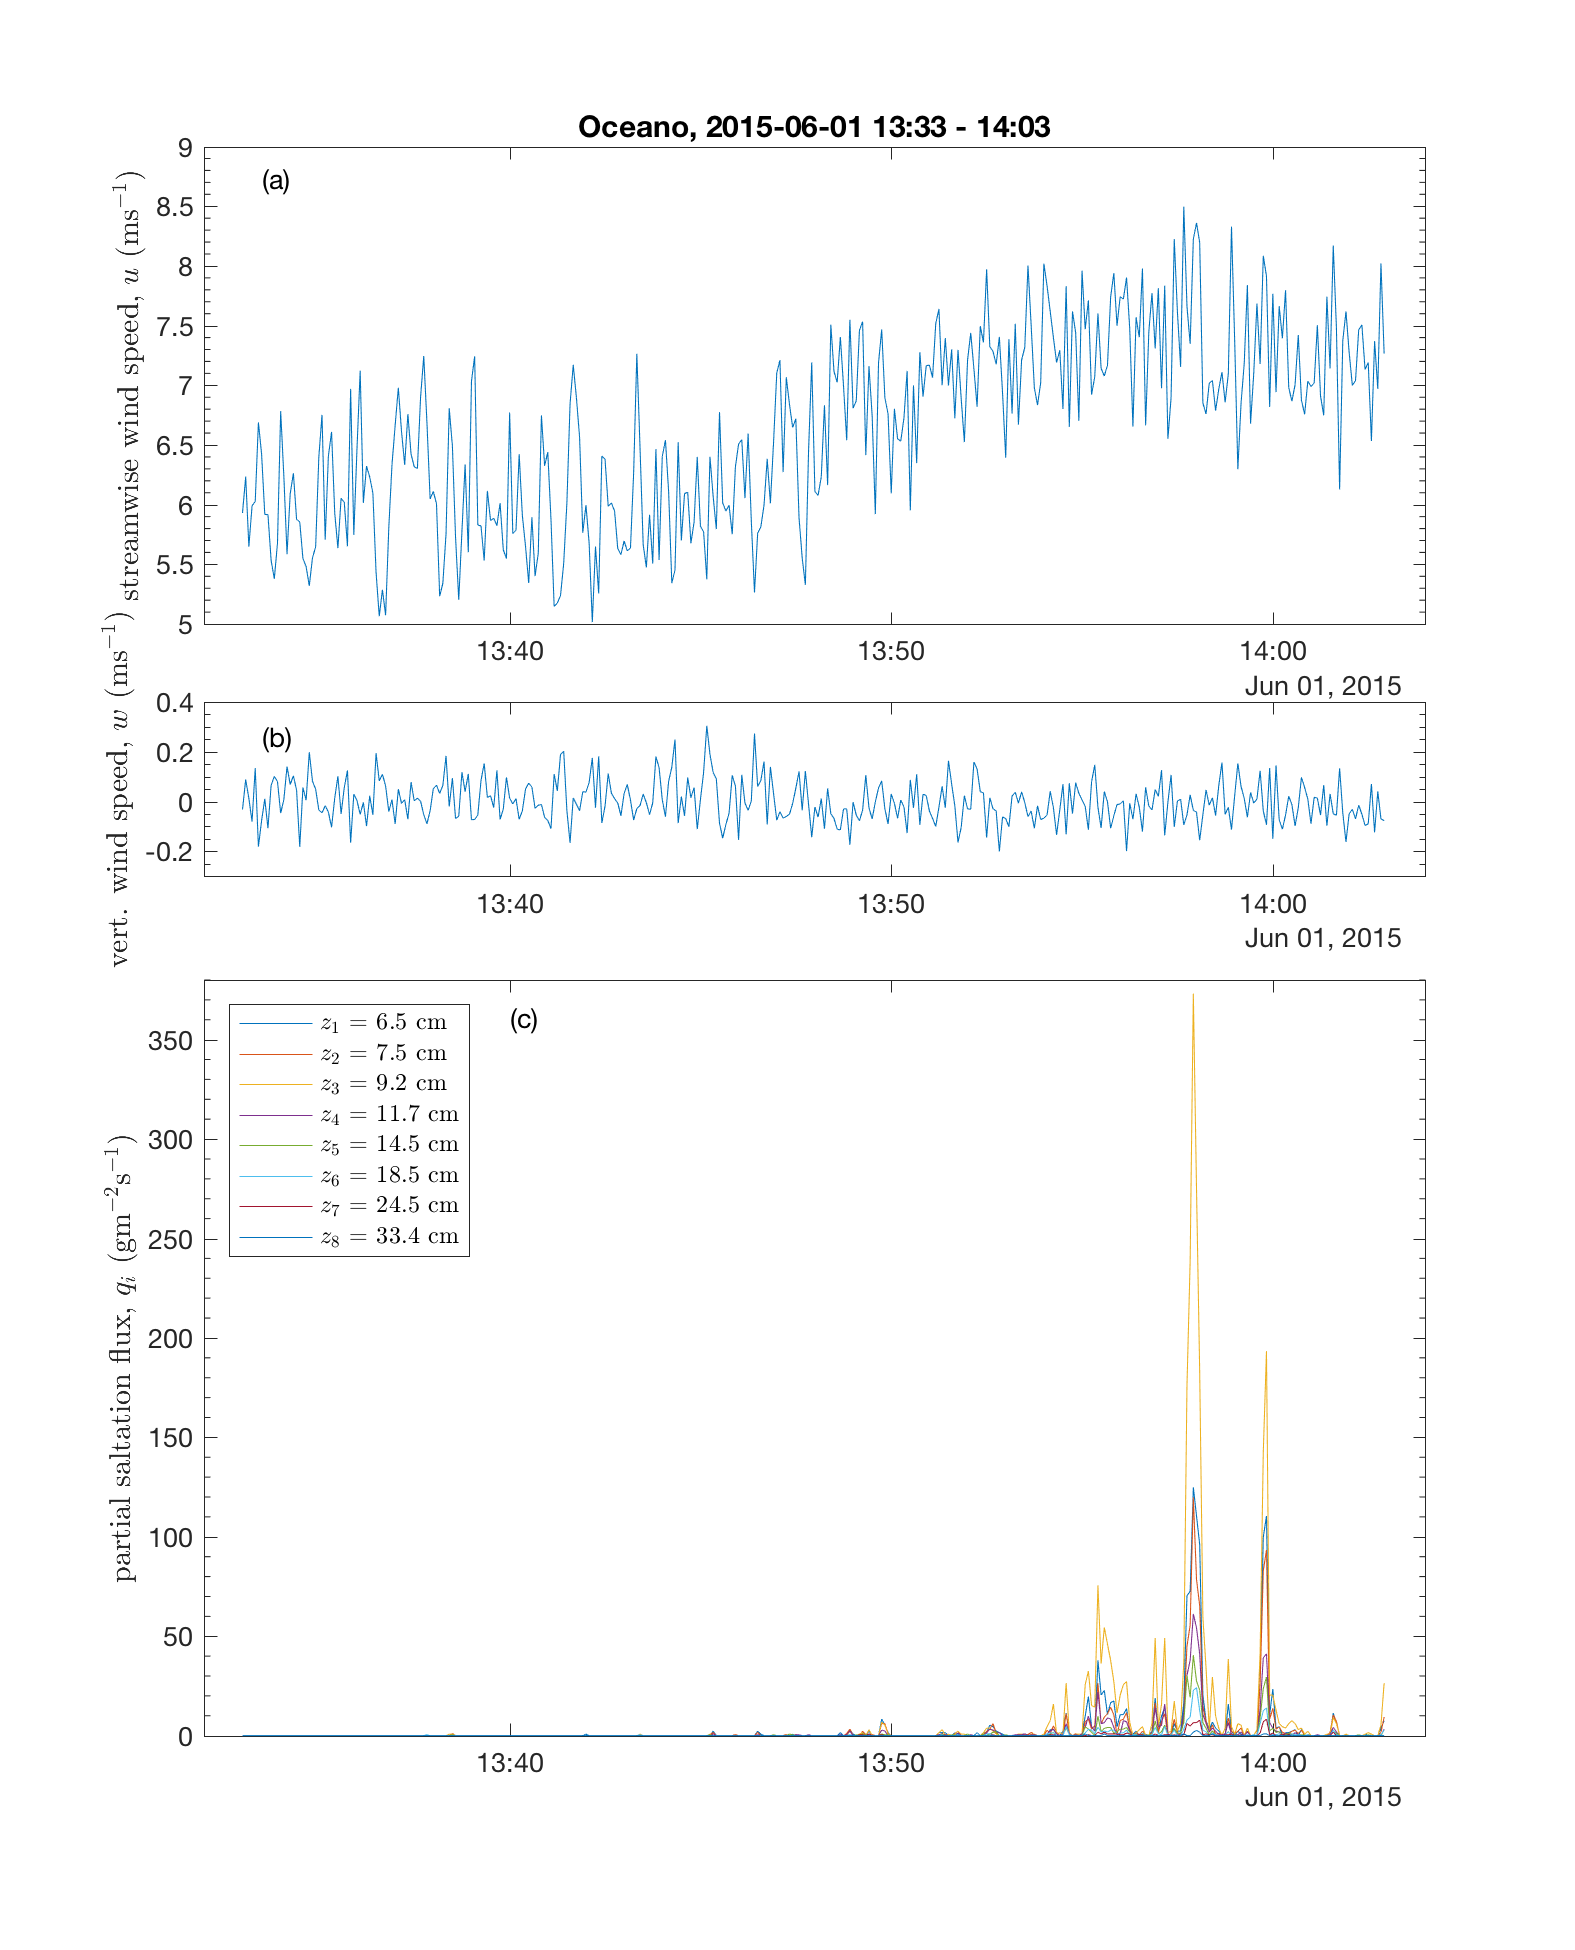 Oceano, 2015-06-01 13:33 - 14:03
(a)
streamwise wind speed, u (ms⁻¹)
9
8.5
8
7.5
7
6.5
6
5.5
5
13:40 13:50 14:00
Jun 01, 2015
(b)
vert. wind speed, w (ms⁻¹)
0.4
0.2
0
-0.2
13:40 13:50 14:00
Jun 01, 2015
(c)
partial saltation flux, qᵢ (gm⁻²s⁻¹)
350
300
250
200
150
100
50
0
z₁ = 6.5 cm
z₂ = 7.5 cm
z₃ = 9.2 cm
z₄ = 11.7 cm
z₅ = 14.5 cm
z₆ = 18.5 cm
z₇ = 24.5 cm
z₈ = 33.4 cm
13:40 13:50 14:00
Jun 01, 2015